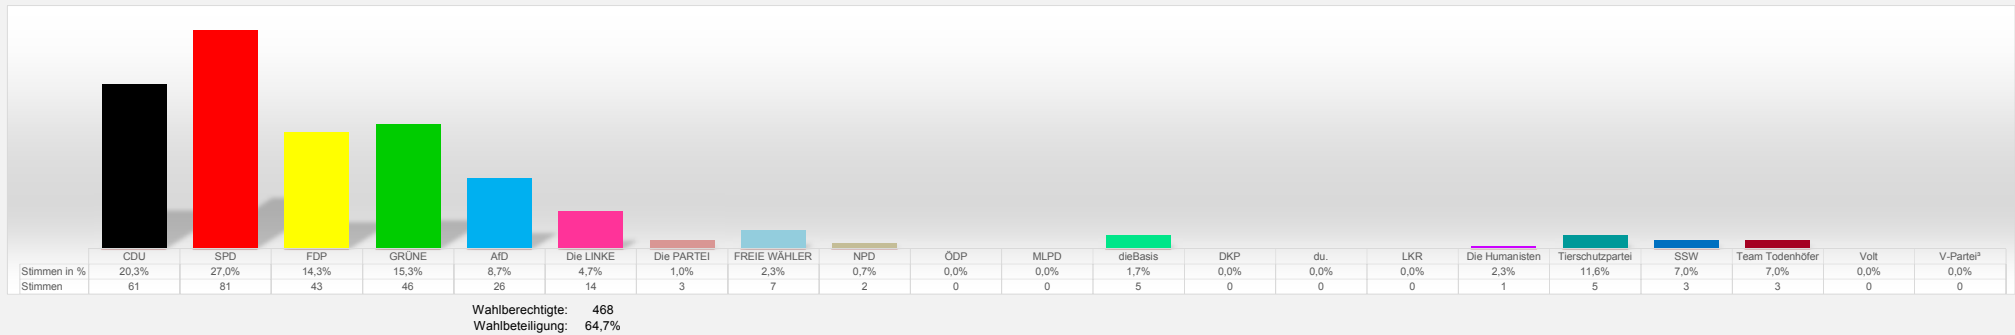 CDU SPD FDP GRÜNE AfD Die LINKE Die PARTEI FREIE WÄHLER NPD ÖDP MLPD dieBasis DKP du. LKR Die Humanisten Tierschutzpartei SSW Team Todenhöfer Volt V-Partei³
Stimmen in % 20,3% 27,0% 14,3% 15,3% 8,7% 4,7% 1,0% 2,3% 0,7% 0,0% 0,0% 1,7% 0,0% 0,0% 0,0% 2,3% 11,6% 7,0% 7,0% 0,0% 0,0%
Stimmen 61 81 43 46 26 14 3 7 2 0 0 5 0 0 0 1 5 3 3 0 0
Wahlberechtigte: 468
Wahlbeteiligung: 64,7%